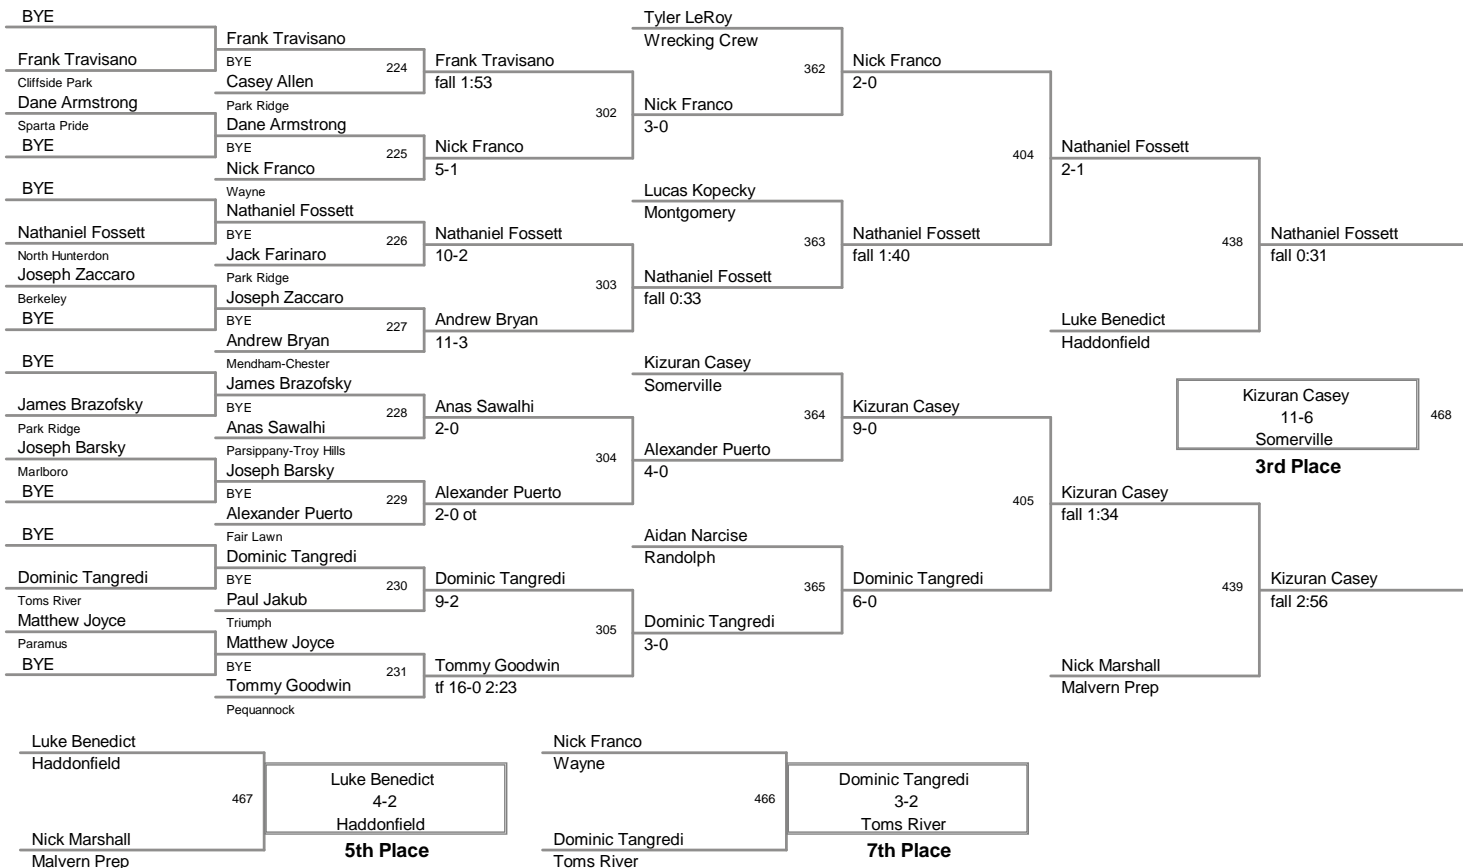 BYE
Frank Travisano
Cliffside Park
Dane Armstrong
Sparta Pride
BYE
BYE
Nathaniel Fossett
North Hunterdon
Joseph Zaccaro
Berkeley
BYE
BYE
James Brazofsky
Park Ridge
Joseph Barsky
Marlboro
BYE
BYE
Dominic Tangredi
Toms River
Matthew Joyce
Paramus
BYE
Frank Travisano
BYE
224
Casey Allen
Park Ridge
Dane Armstrong
BYE
225
Nick Franco
Wayne
Nathaniel Fossett
BYE
226
Jack Farinaro
Park Ridge
Joseph Zaccaro
BYE
227
Andrew Bryan
Mendham-Chester
James Brazofsky
BYE
228
Anas Sawalhi
Parsippany-Troy Hills
Joseph Barsky
BYE
229
Alexander Puerto
Fair Lawn
Dominic Tangredi
BYE
230
Paul Jakub
Triumph
Matthew Joyce
BYE
231
Tommy Goodwin
Pequannock
Frank Travisano
fall 1:53
302
Nick Franco
5-1
Nathaniel Fossett
10-2
303
Andrew Bryan
11-3
Anas Sawalhi
2-0
304
Alexander Puerto
2-0 ot
Dominic Tangredi
9-2
305
Tommy Goodwin
tf 16-0 2:23
Tyler LeRoy
Wrecking Crew
362
Nick Franco
3-0
Lucas Kopecky
Montgomery
363
Nathaniel Fossett
fall 0:33
Kizuran Casey
Somerville
364
Alexander Puerto
4-0
Aidan Narcise
Randolph
365
Dominic Tangredi
3-0
Nick Franco
2-0
404
Nathaniel Fossett
fall 1:40
Kizuran Casey
9-0
405
Dominic Tangredi
6-0
Nathaniel Fossett
2-1
438
Luke Benedict
Haddonfield
Kizuran Casey
fall 1:34
439
Nick Marshall
Malvern Prep
Nathaniel Fossett
fall 0:31
Kizuran Casey
11-6
Somerville
468
3rd Place
Kizuran Casey
fall 2:56
Luke Benedict
Haddonfield
467
Nick Marshall
Malvern Prep
Luke Benedict
4-2
Haddonfield
5th Place
Nick Franco
Wayne
466
Dominic Tangredi
Toms River
Dominic Tangredi
3-2
Toms River
7th Place